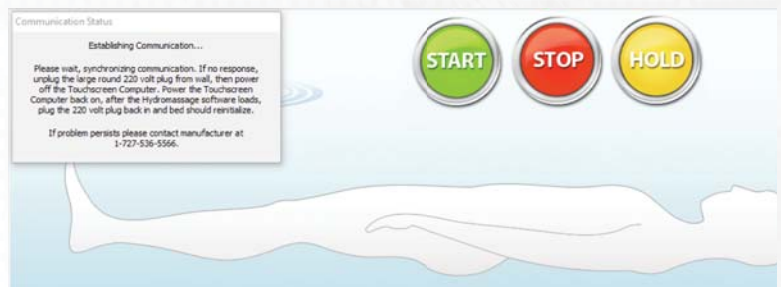 Communication Status
Establishing Communication...
Please wait, synchronizing communication. If no response,
unplug the large round 220 volt plug from wall, then power
off the Touchscreen Computer. Power the Touchscreen
Computer back on, after the Hydromassage software loads,
plug the 220 volt plug back in and bed should reinitialize.
If problem persists please contact manufacturer at
1-727-536-5566.
START
STOP
HOLD